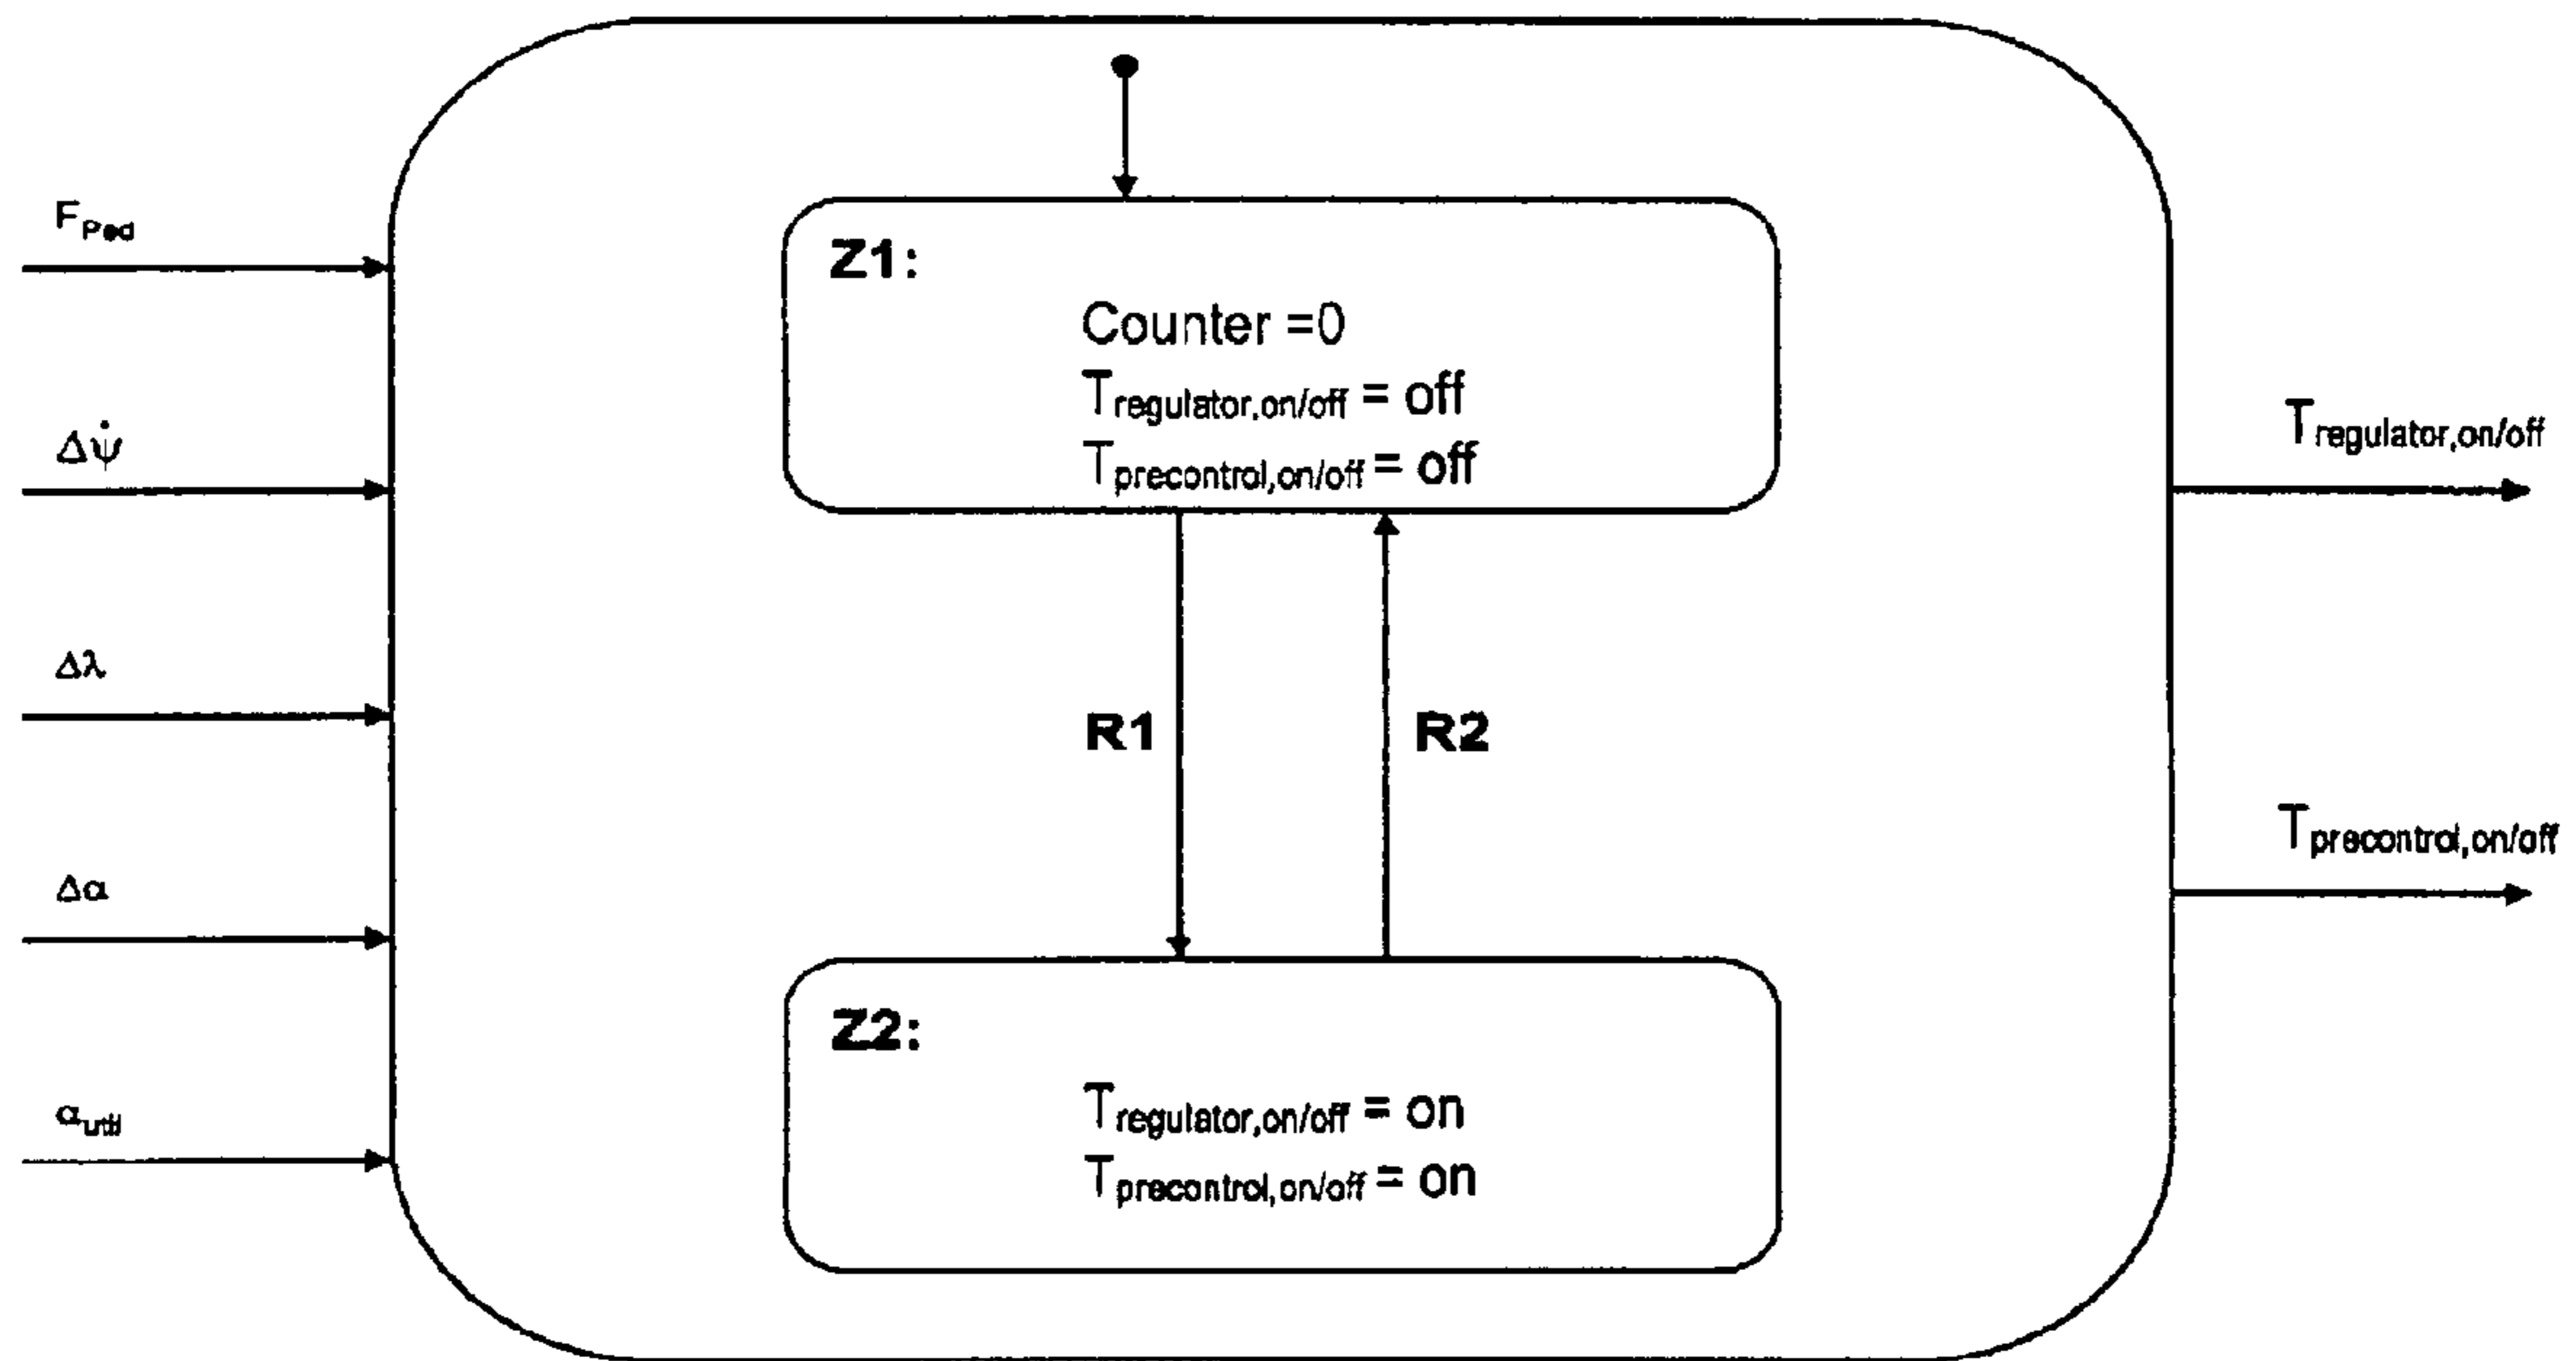 F_Ped
Δψ̇
Δλ
Δα
α_util
Z1:
Counter =0
T_regulator,on/off = off
T_precontrol,on/off = off
R1
R2
Z2:
T_regulator,on/off = on
T_precontrol,on/off = on
T_regulator,on/off
T_precontrol,on/off